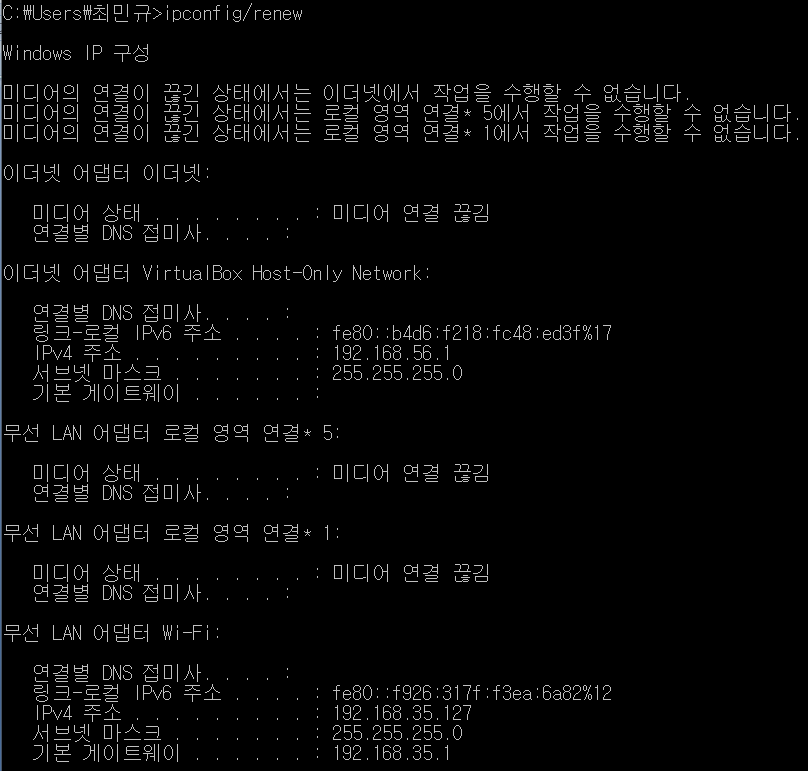 C:\Users\최민규>ipconfig/renew
Windows IP 구성
미디어의 연결이 끊긴 상태에서는 이더넷에서 작업을 수행할 수 없습니다.
미디어의 연결이 끊긴 상태에서는 로컬 영역 연결* 5에서 작업을 수행할 수 없습니다.
미디어의 연결이 끊긴 상태에서는 로컬 영역 연결* 1에서 작업을 수행할 수 없습니다.
이더넷 어댑터 이더넷:
미디어 상태 . . . . . . . . : 미디어 연결 끊김
연결별 DNS 접미사. . . . :
이더넷 어댑터 VirtualBox Host-Only Network:
연결별 DNS 접미사. . . . :
링크-로컬 IPv6 주소 . . . . : fe80::b4d6:f218:fc48:ed3f%17
IPv4 주소 . . . . . . . . . : 192.168.56.1
서브넷 마스크 . . . . . . . : 255.255.255.0
기본 게이트웨이 . . . . . . :
무선 LAN 어댑터 로컬 영역 연결* 5:
미디어 상태 . . . . . . . . : 미디어 연결 끊김
연결별 DNS 접미사. . . . :
무선 LAN 어댑터 로컬 영역 연결* 1:
미디어 상태 . . . . . . . . : 미디어 연결 끊김
연결별 DNS 접미사. . . . :
무선 LAN 어댑터 Wi-Fi:
연결별 DNS 접미사. . . . :
링크-로컬 IPv6 주소 . . . . : fe80::f926:317f:f3ea:6a82%12
IPv4 주소 . . . . . . . . . : 192.168.35.127
서브넷 마스크 . . . . . . . : 255.255.255.0
기본 게이트웨이 . . . . . . : 192.168.35.1